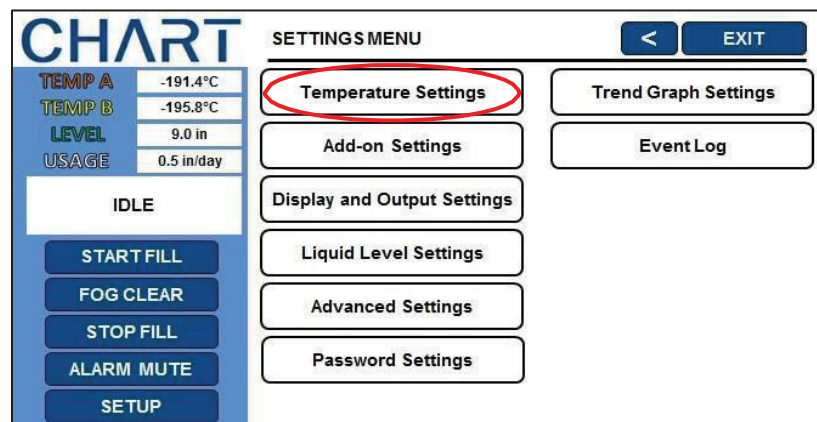 CHART
SETTINGS MENU
<
EXIT
TEMP A
-191.4°C
TEMP B
-195.8°C
LEVEL
9.0 in
USAGE
0.5 in/day
IDLE
START FILL
FOG CLEAR
STOP FILL
ALARM MUTE
SETUP
Temperature Settings
Add-on Settings
Display and Output Settings
Liquid Level Settings
Advanced Settings
Password Settings
Trend Graph Settings
Event Log